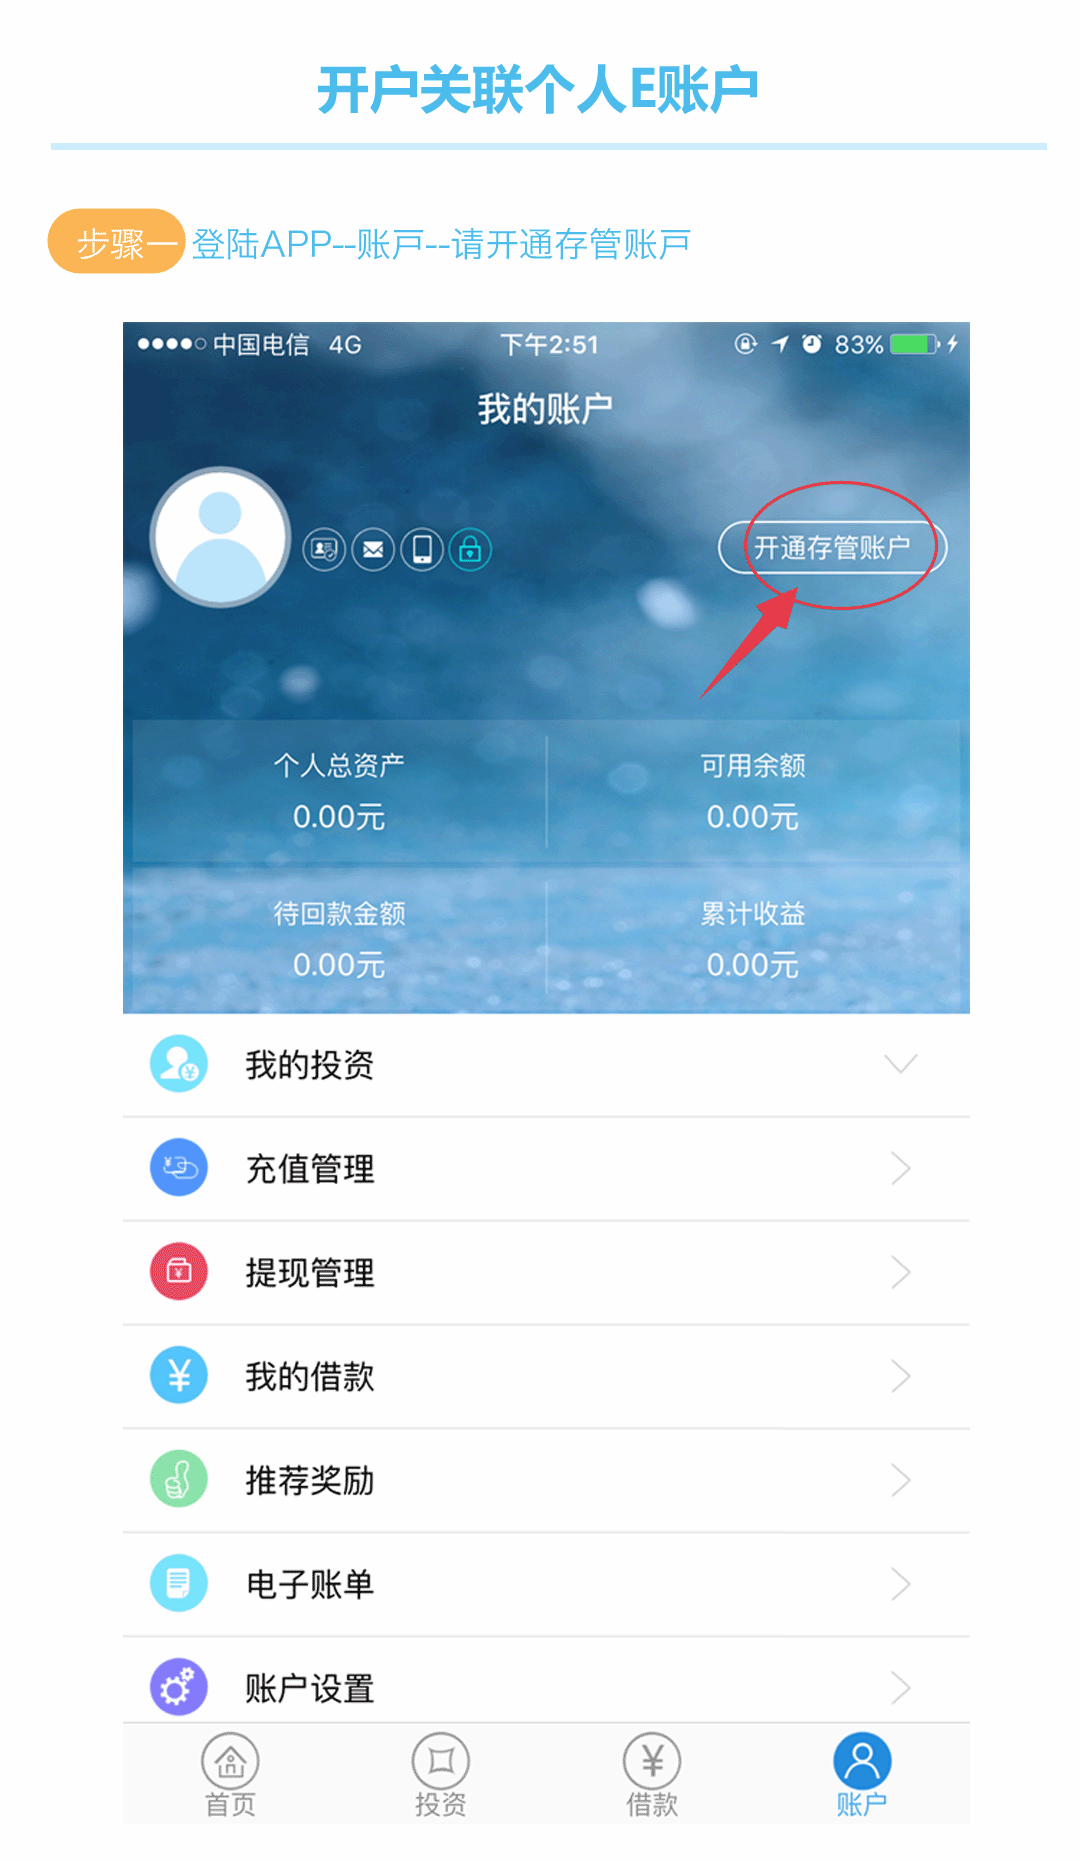 开户关联个人E账户
步骤一 登陆APP--账戸--请开通存管账戸
中国电信 4G 下午2:51 83%
我的账户
开通存管账户
个人总资产 可用余额
0.00元 0.00元
待回款金额 累计收益
0.00元 0.00元
我的投资
充值管理
提现管理
我的借款
推荐奖励
电子账单
账户设置
首页 投资 借款 账户